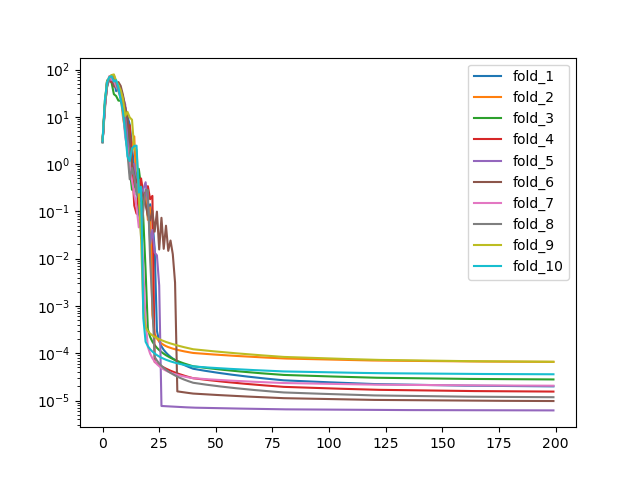 10²
10¹
10⁰
10⁻¹
10⁻²
10⁻³
10⁻⁴
10⁻⁵
0 25 50 75 100 125 150 175 200
fold_1
fold_2
fold_3
fold_4
fold_5
fold_6
fold_7
fold_8
fold_9
fold_10